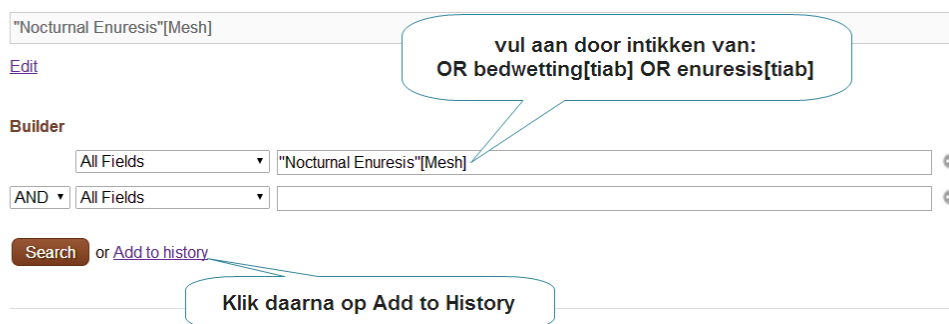 "Nocturnal Enuresis"[Mesh]
vul aan door intikken van:
OR bedwetting[tiab] OR enuresis[tiab]
Edit
Builder
All Fields "Nocturnal Enuresis"[Mesh]
AND All Fields
Search or Add to history
Klik daarna op Add to History